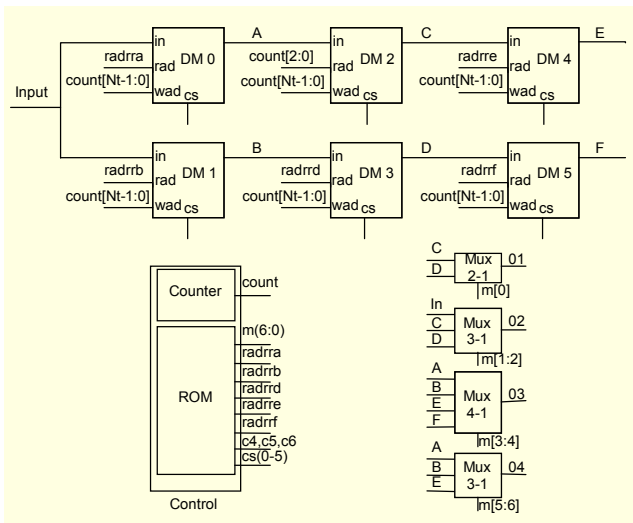 A
C
E
in
in
in
radrra
DM 0
count[2:0]
DM 2
radrre
DM 4
rad
rad
rad
count[Nt-1:0]
count[Nt-1:0]
count[Nt-1:0]
wad
cs
wad
cs
wad
cs
Input
B
D
F
in
in
in
radrrb
DM 1
radrrd
DM 3
radrrf
DM 5
rad
rad
rad
count[Nt-1:0]
count[Nt-1:0]
count[Nt-1:0]
wad
cs
wad
cs
wad
cs
Counter
count
ROM
m(6:0)
radrra
radrrb
radrrd
radrre
radrrf
c4,c5,c6
cs(0-5)
Control
C
D
Mux
2-1
01
m[0]
In
C
D
Mux
3-1
02
m[1:2]
A
B
E
F
Mux
4-1
03
m[3:4]
A
B
E
Mux
3-1
04
m[5:6]